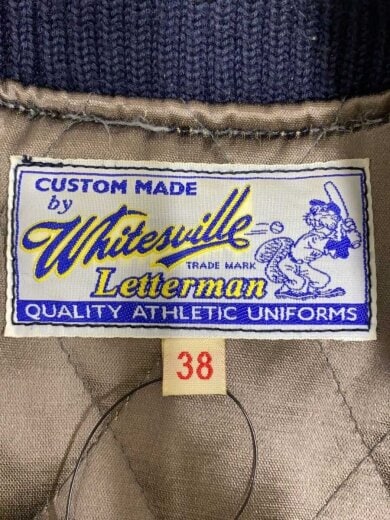 CUSTOM MADE
by
Whitesville
TRADE MARK
Letterman
QUALITY ATHLETIC UNIFORMS
38